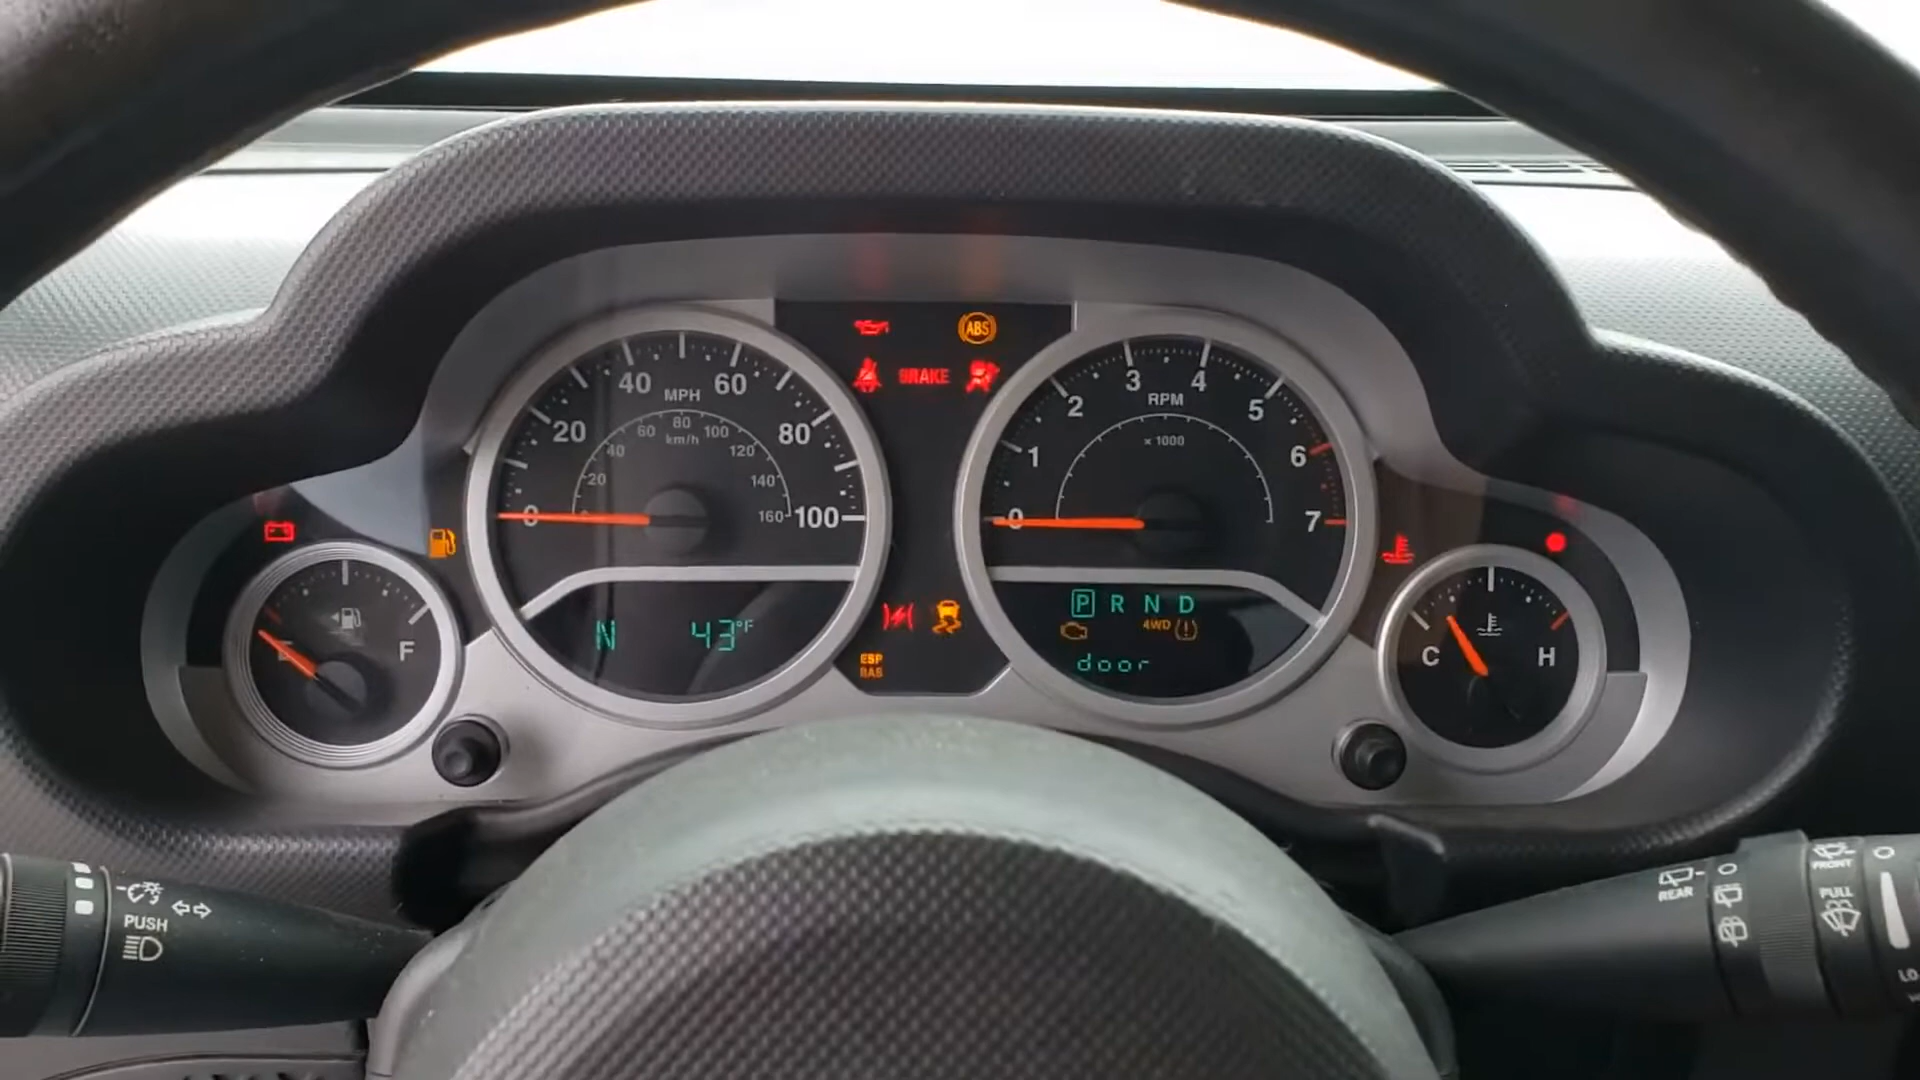 ABS
BRAKE
20
40
60
80
100
MPH
km/h
0
20
40
60
80
100
120
140
160
0
1
2
3
4
5
6
7
RPM
x 1000
E
F
C
H
N
43°F
ESP
BAS
P R N D
4WD
door
PUSH
REAR
FRONT
PULL
LO